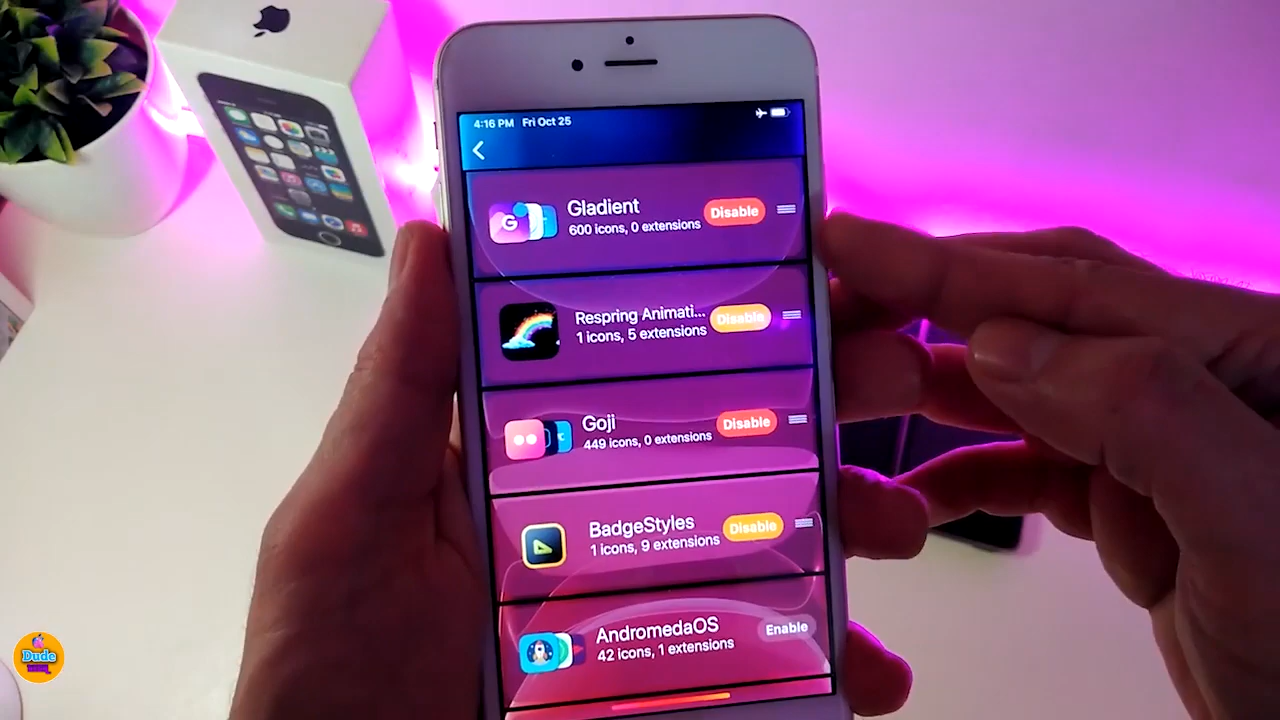 4:16 PM Fri Oct 25
Gladient
600 icons, 0 extensions
Disable
Respring Animati...
1 icons, 5 extensions
Disable
Goji
449 icons, 0 extensions
Disable
BadgeStyles
1 icons, 9 extensions
Disable
AndromedaOS
42 icons, 1 extensions
Enable
G
Dude